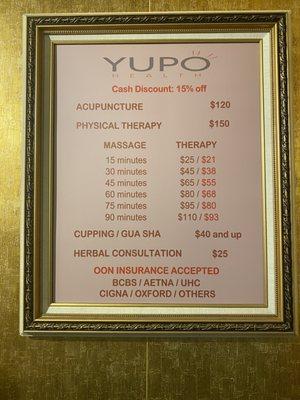 YUPO
HEALTH
Cash Discount: 15% off
ACUPUNCTURE $120
PHYSICAL THERAPY $150
MASSAGE THERAPY
15 minutes $25 / $21
30 minutes $45 / $38
45 minutes $65 / $55
60 minutes $80 / $68
75 minutes $95 / $80
90 minutes $110 / $93
CUPPING / GUA SHA $40 and up
HERBAL CONSULTATION $25
OON INSURANCE ACCEPTED
BCBS / AETNA / UHC
CIGNA / OXFORD / OTHERS